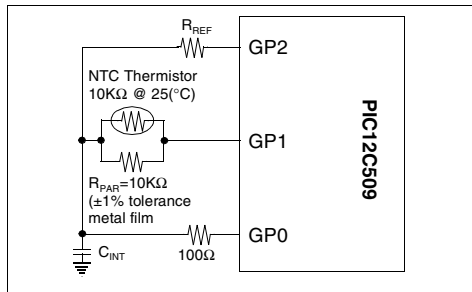 R_REF
GP2
NTC Thermistor
10KΩ @ 25(°C)
GP1
PIC12C509
R_PAR=10KΩ
(±1% tolerance
metal film
GP0
100Ω
C_INT